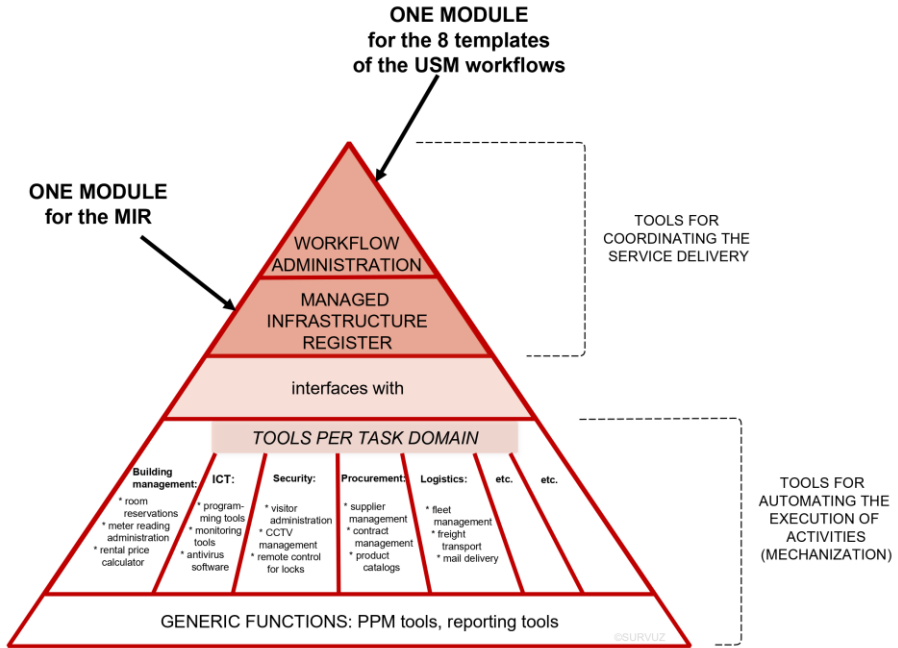 ONE MODULE
for the 8 templates
of the USM workflows
ONE MODULE
for the MIR
WORKFLOW
ADMINISTRATION
MANAGED
INFRASTRUCTURE
REGISTER
TOOLS FOR
COORDINATING THE
SERVICE DELIVERY
interfaces with
TOOLS PER TASK DOMAIN
Building
management:
* room
reservations
* meter reading
administration
* rental price
calculator
ICT:
* program-
ming tools
* monitoring
tools
* antivirus
software
Security:
* visitor
administration
* CCTV
management
* remote control
for locks
Procurement:
* supplier
management
* contract
management
* product
catalogs
Logistics:
* fleet
management
* freight
transport
* mail delivery
etc.
etc.
TOOLS FOR
AUTOMATING THE
EXECUTION OF
ACTIVITIES
(MECHANIZATION)
GENERIC FUNCTIONS: PPM tools, reporting tools
©SURVUZ